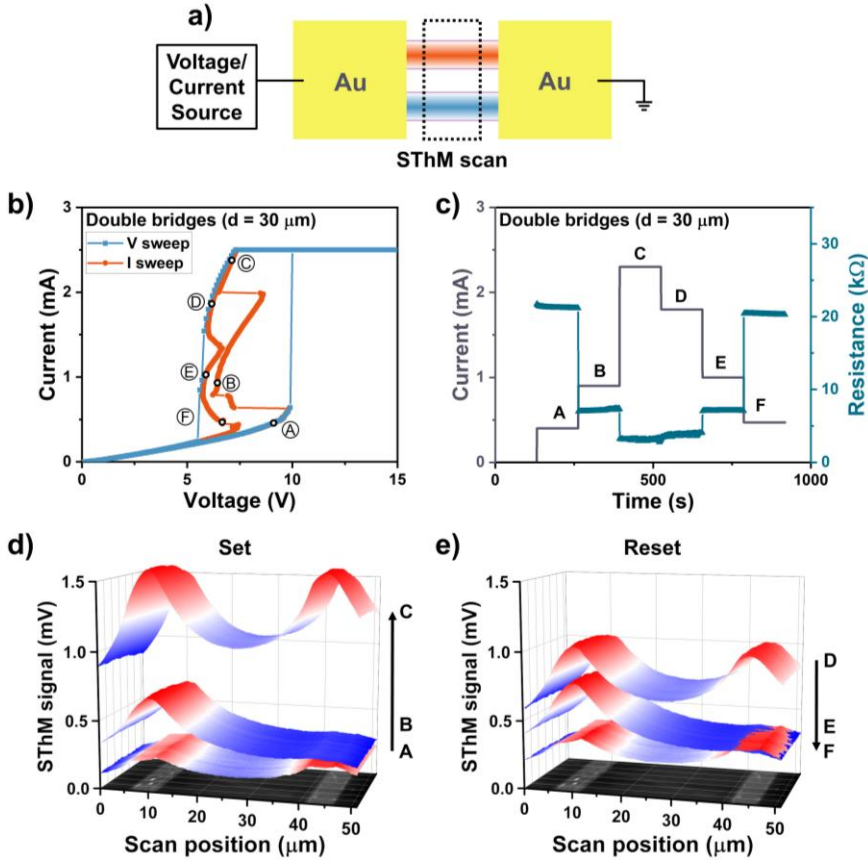 a)
Voltage/
Current
Source
Au
Au
SThM scan
b)
Double bridges (d = 30 μm)
V sweep
I sweep
C
D
E
B
F
A
3
2
1
0
Current (mA)
0
5
10
15
Voltage (V)
c)
Double bridges (d = 30 μm)
C
D
B
E
A
F
3
2
1
0
Current (mA)
30
20
10
0
Resistance (kΩ)
0
500
1000
Time (s)
d)
Set
1.5
1.0
0.5
0.0
SThM signal (mV)
C
B
A
0
10
20
30
40
50
Scan position (μm)
e)
Reset
1.5
1.0
0.5
0.0
SThM signal (mV)
D
E
F
0
10
20
30
40
50
Scan position (μm)